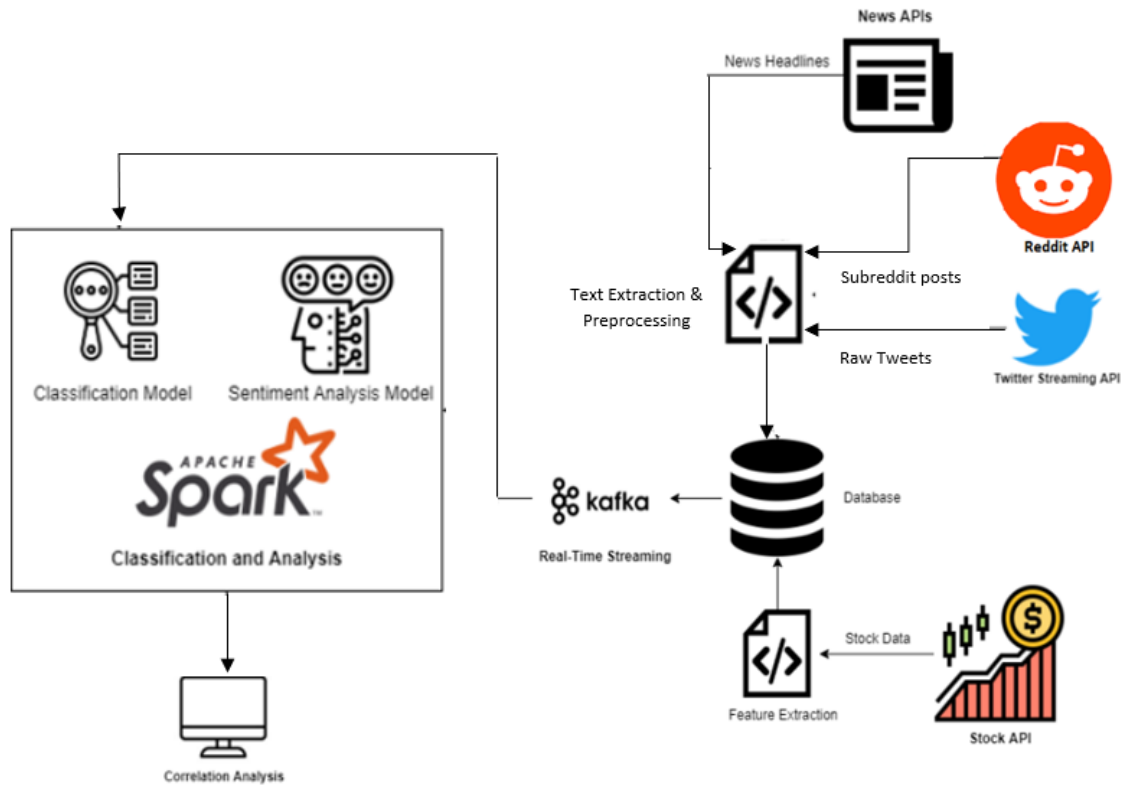 News APIs
News Headlines
Reddit API
Subreddit posts
Text Extraction &
Preprocessing
Raw Tweets
Twitter Streaming API
Classification Model
Sentiment Analysis Model
APACHE
Spark
TM
Classification and Analysis
kafka
Real-Time Streaming
Database
Stock Data
Feature Extraction
$
Stock API
Correlation Analysis